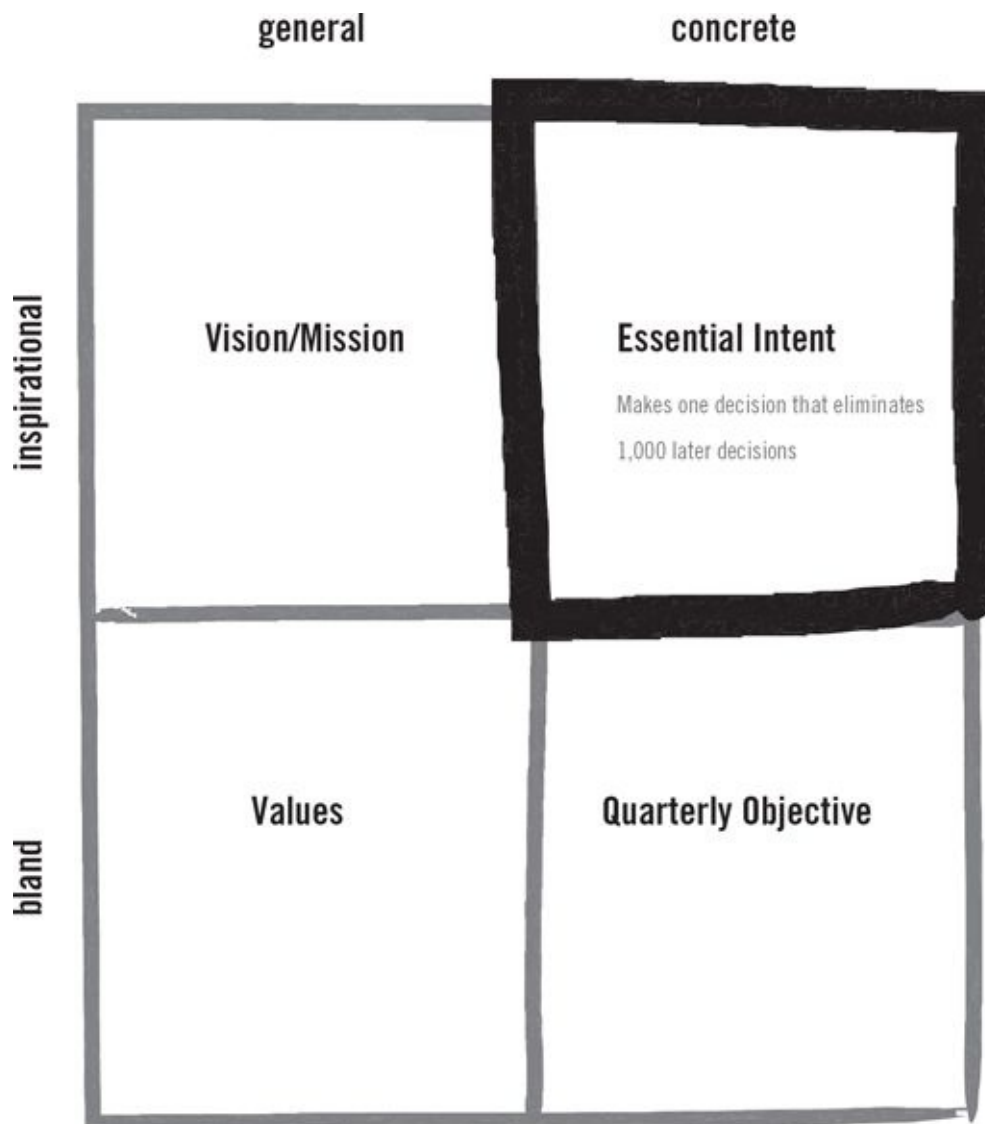 general
concrete
inspirational
Vision/Mission
Essential Intent
Makes one decision that eliminates
1,000 later decisions
bland
Values
Quarterly Objective